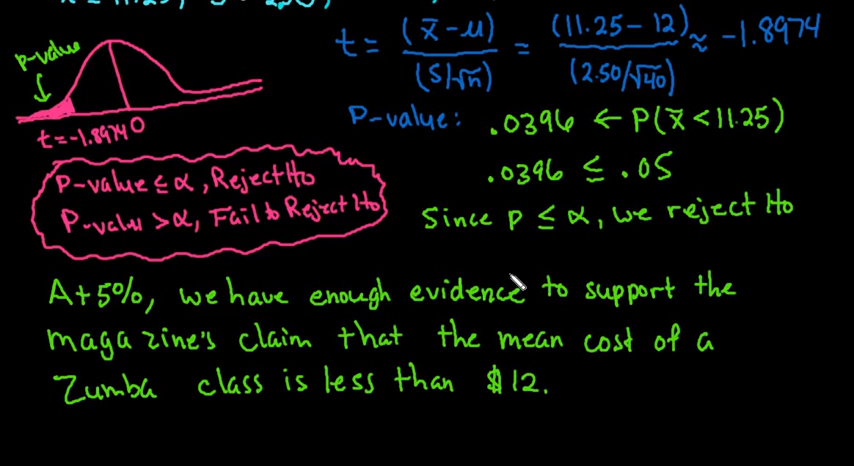 t = (x̄ - μ) / (S/√n) = (11.25 - 12) / (2.50/√40) ≈ -1.8974
p-value
t = -1.8974 0
P-value: .0396 ← P(x̄ < 11.25)
.0396 ≤ .05
P-value ≤ α, Reject Ho
P-value > α, Fail to Reject Ho
Since p ≤ α, we reject Ho
At 5%, we have enough evidence to support the
magazine's claim that the mean cost of a
Zumba class is less than $12.